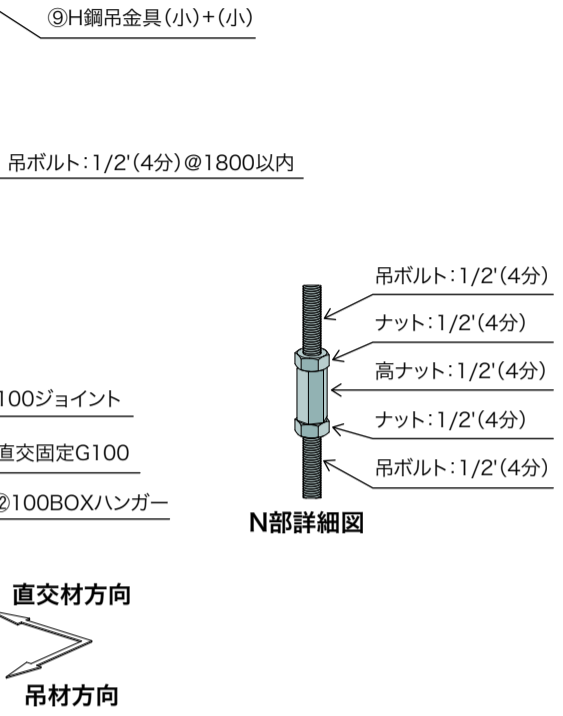 ⑨H鋼吊金具(小)+(小)
吊ボルト:1/2'(4分)@1800以内
吊ボルト:1/2'(4分)
ナット:1/2'(4分)
高ナット:1/2'(4分)
ナット:1/2'(4分)
吊ボルト:1/2'(4分)
N部詳細図
100ジョイント
直交固定G100
②100BOXハンガー
直交材方向
吊材方向